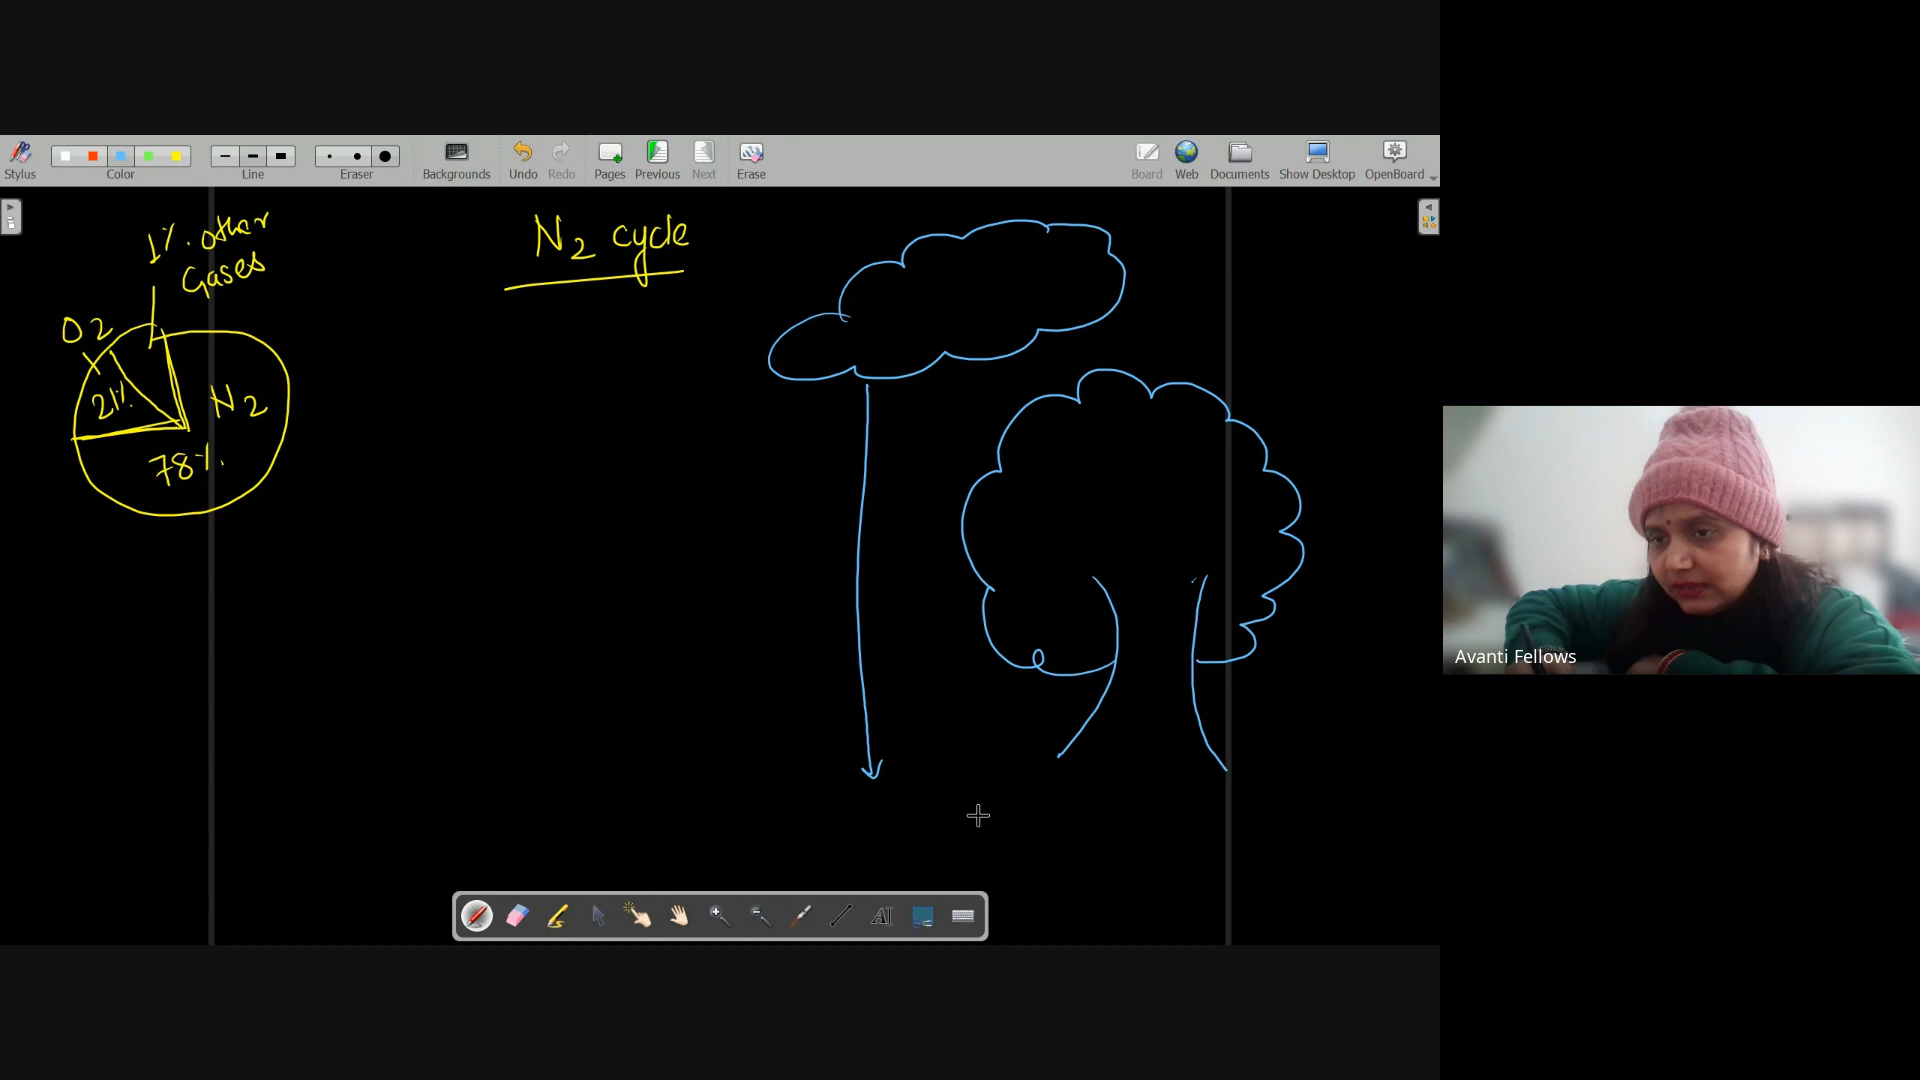 Stylus
Color
Line
Eraser
Backgrounds
Undo
Redo
Pages
Previous
Next
Erase
Board
Web
Documents
Show Desktop
OpenBoard
1%. other
Gases
O2
21%.
N2
78%.
N2 cycle
AI
Avanti Fellows